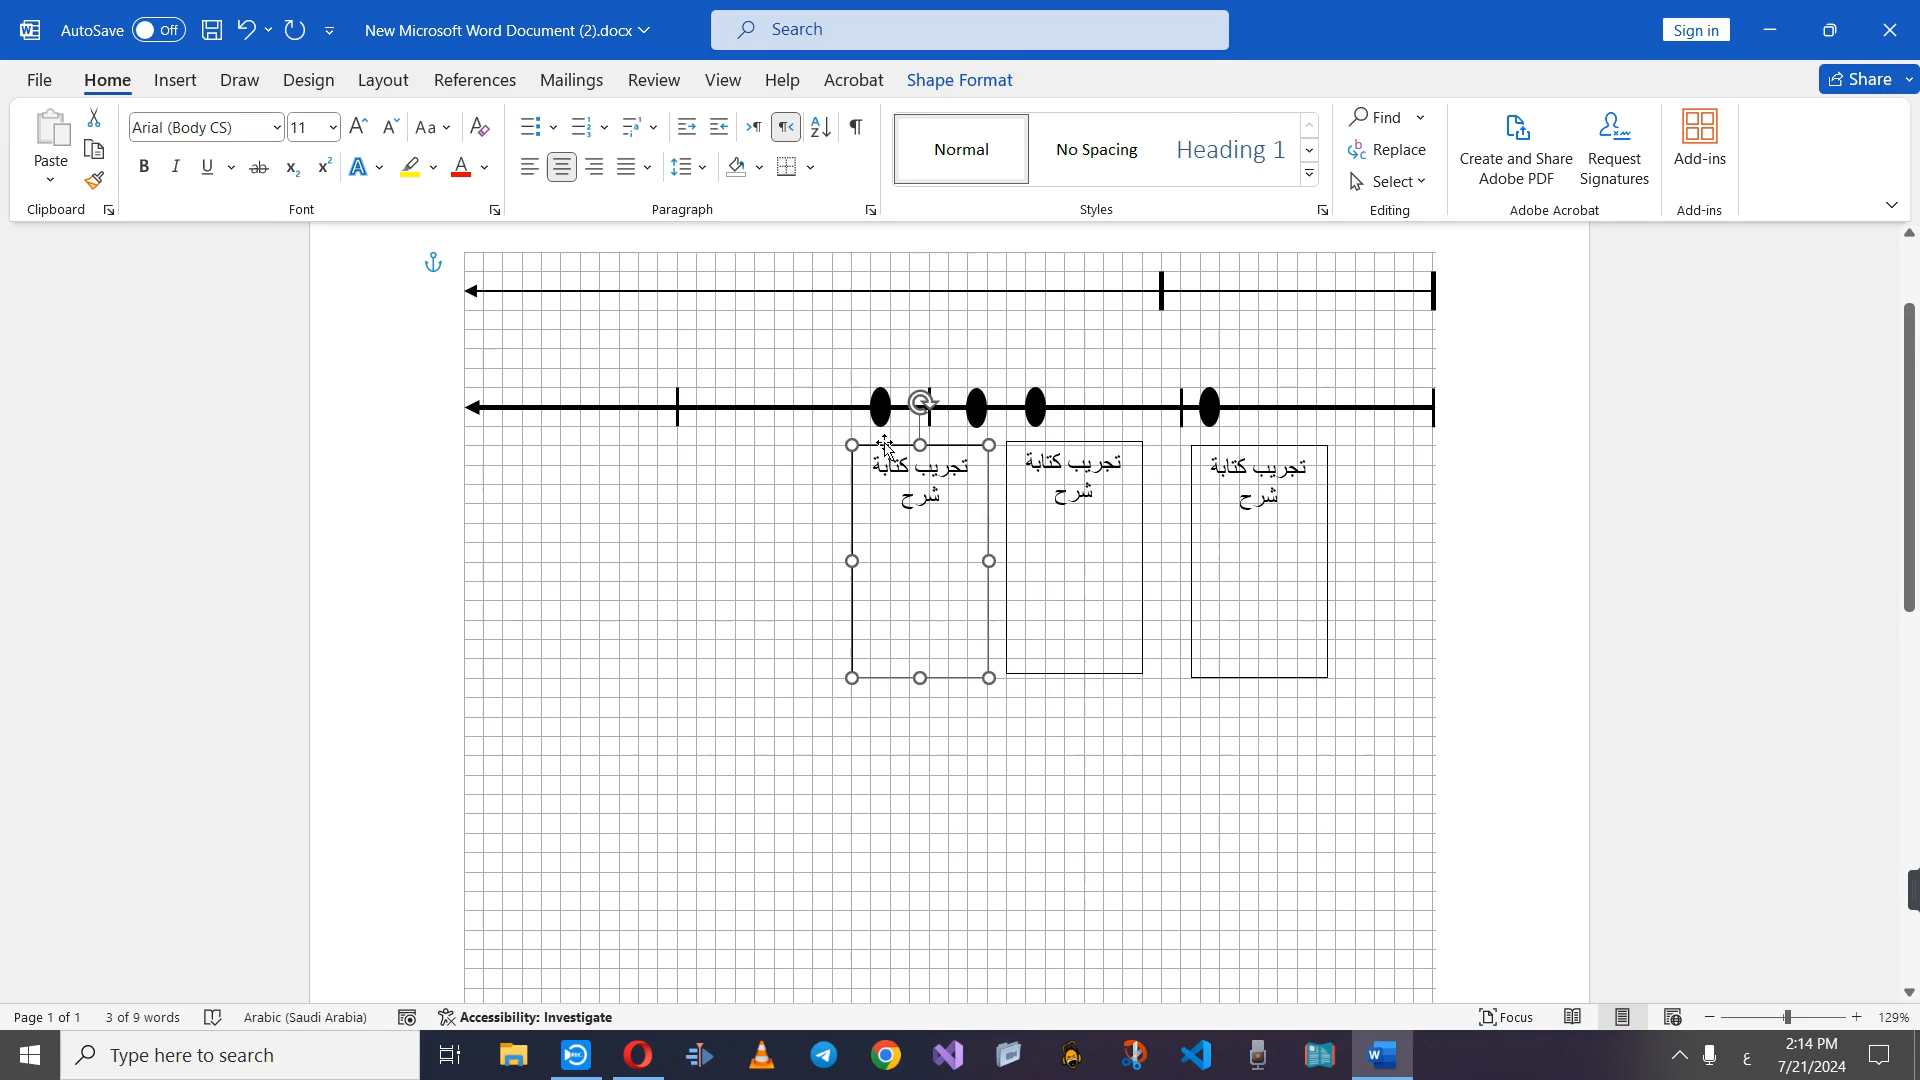 AutoSave Off New Microsoft Word Document (2).docx Search Sign in
File Home Insert Draw Design Layout References Mailings Review View Help Acrobat Shape Format Share
Paste
Arial (Body CS) 11 Aa
Normal No Spacing Heading 1
Find
Replace
Select
Create and Share
Adobe PDF
Request
Signatures
Add-ins
Clipboard Font Paragraph Styles Editing Adobe Acrobat Add-ins
تجريب كتابة
شرح
تجريب كتابة
شرح
تجريب كتابة
شرح
Page 1 of 1 3 of 9 words Arabic (Saudi Arabia) Accessibility: Investigate Focus 129%
Type here to search ع 2:14 PM
7/21/2024